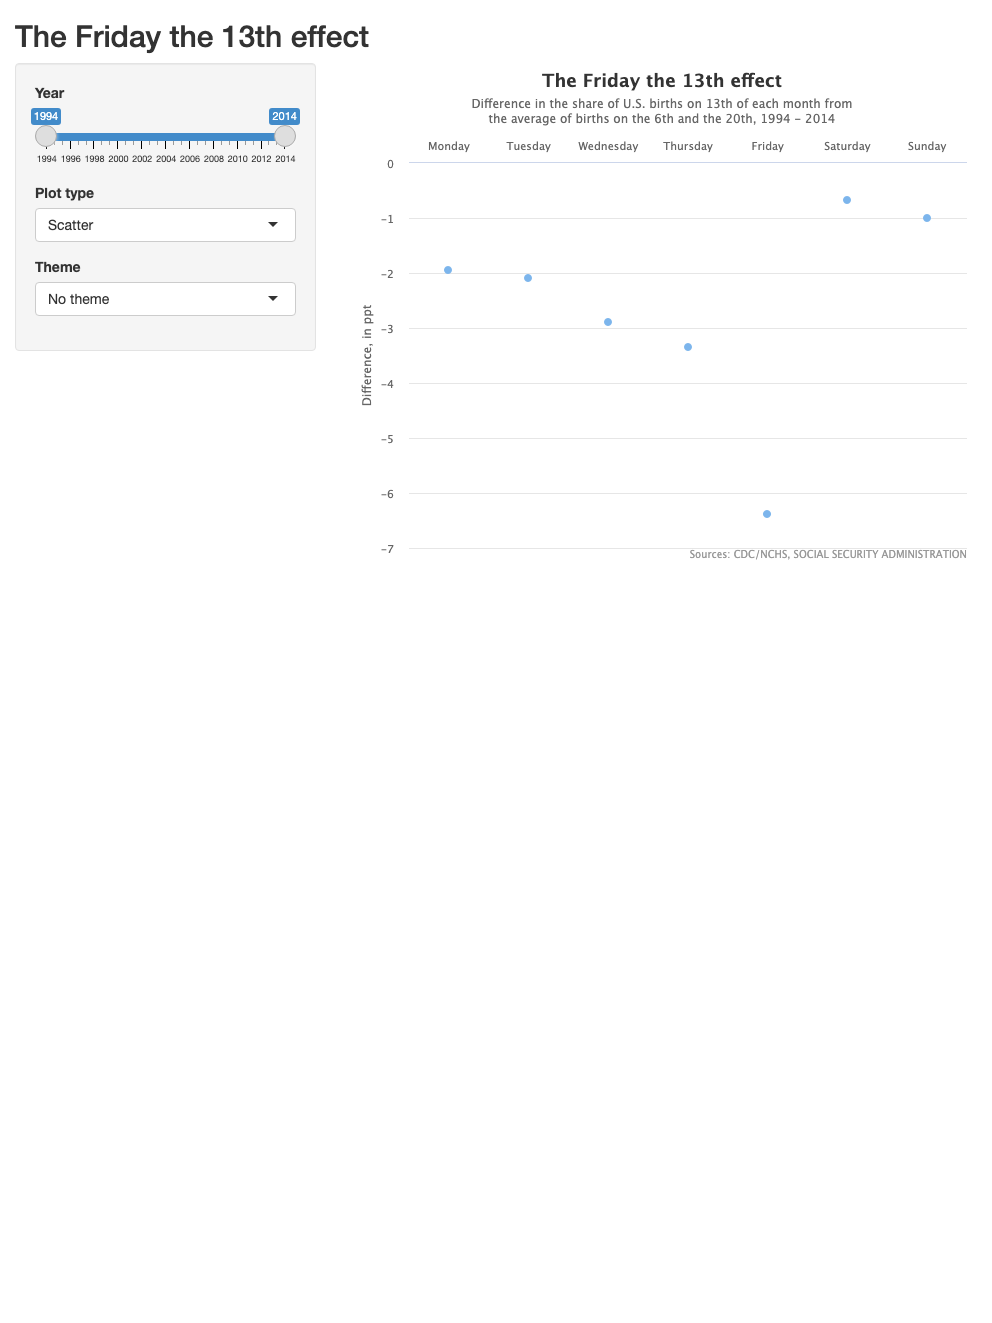 The Friday the 13th effect
Year
1994 2014
1994 1996 1998 2000 2002 2004 2006 2008 2010 2012 2014
Plot type
Scatter
Theme
No theme
The Friday the 13th effect
Difference in the share of U.S. births on 13th of each month from
the average of births on the 6th and the 20th, 1994 – 2014
Monday Tuesday Wednesday Thursday Friday Saturday Sunday
Difference, in ppt
0
−1
−2
−3
−4
−5
−6
−7
Sources: CDC/NCHS, SOCIAL SECURITY ADMINISTRATION